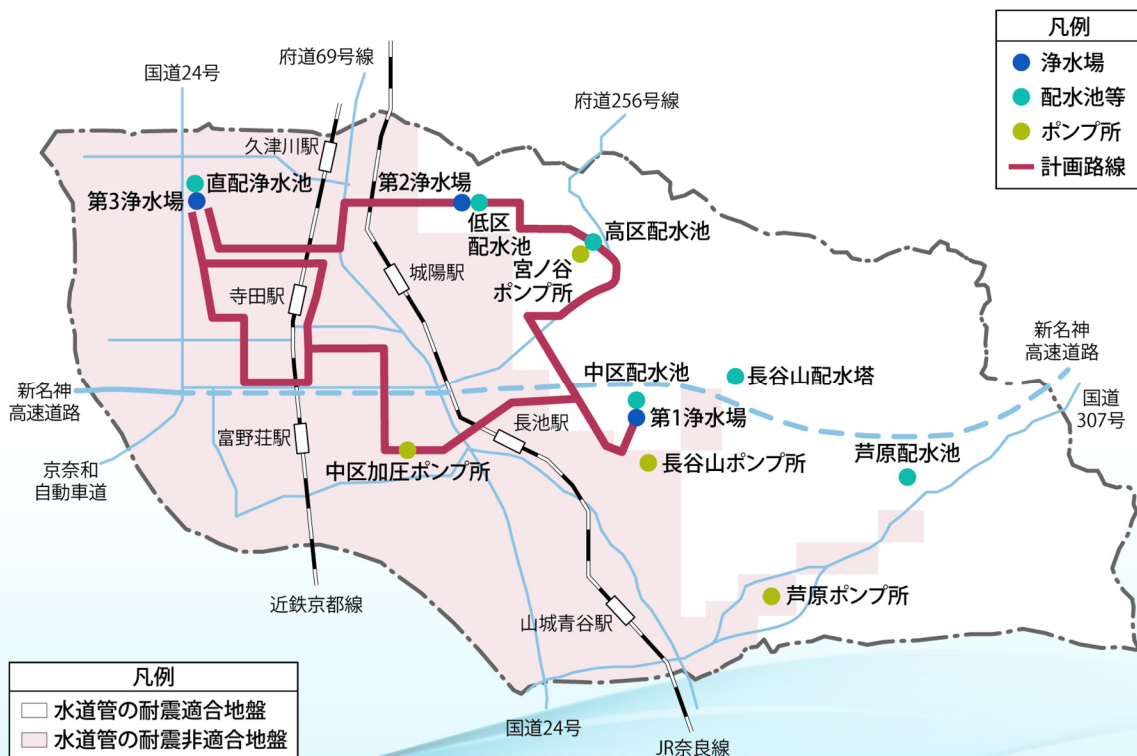 凡例
浄水場
配水池等
ポンプ所
計画路線
府道69号線
国道24号
府道256号線
久津川駅
直配浄水池
第3浄水場
第2浄水場
低区
配水池
高区配水池
宮ノ谷
ポンプ所
城陽駅
寺田駅
新名神
高速道路
国道
307号
中区配水池
長谷山配水塔
第1浄水場
新名神
高速道路
長池駅
富野荘駅
中区加圧ポンプ所
長谷山ポンプ所
芦原配水池
京奈和
自動車道
芦原ポンプ所
近鉄京都線
山城青谷駅
凡例
水道管の耐震適合地盤
水道管の耐震非適合地盤
国道24号
JR奈良線